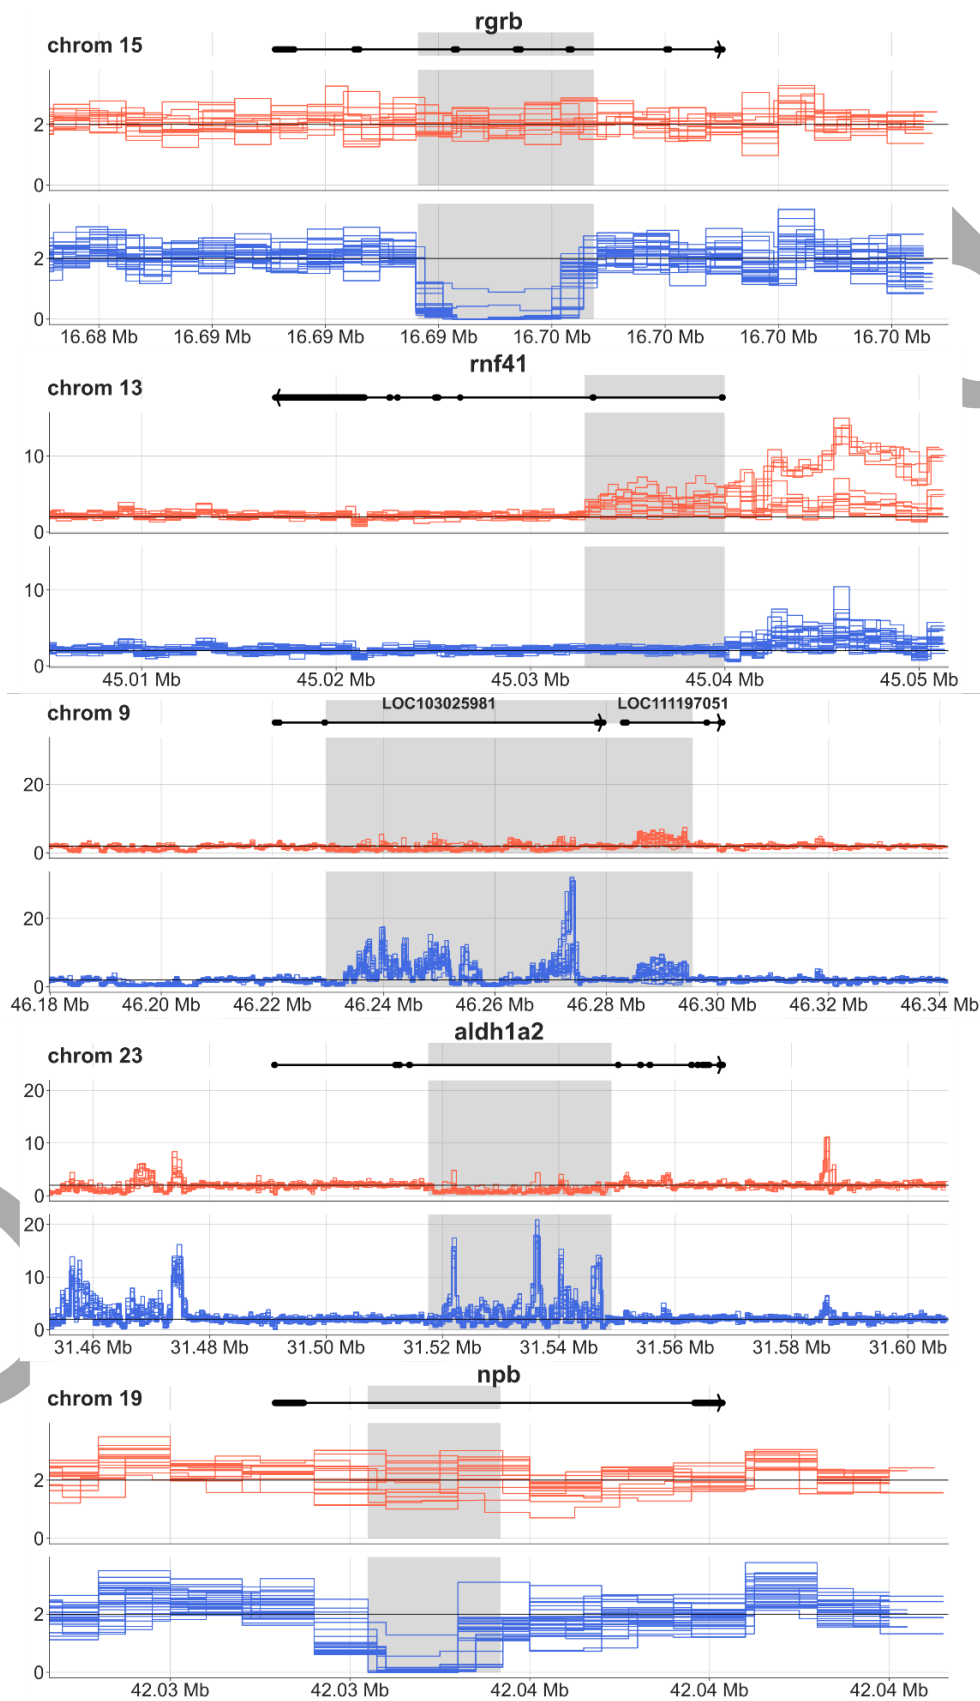 rgrb
chrom 15
2
0
2
0
16.68 Mb 16.69 Mb 16.69 Mb 16.69 Mb 16.70 Mb 16.70 Mb 16.70 Mb 16.70 Mb
rnf41
chrom 13
10
0
10
0
45.01 Mb 45.02 Mb 45.03 Mb 45.04 Mb 45.05 Mb
LOC103025981 LOC111197051
chrom 9
20
0
20
0
46.18 Mb 46.20 Mb 46.22 Mb 46.24 Mb 46.26 Mb 46.28 Mb 46.30 Mb 46.32 Mb 46.34 Mb
aldh1a2
chrom 23
20
10
0
20
10
0
31.46 Mb 31.48 Mb 31.50 Mb 31.52 Mb 31.54 Mb 31.56 Mb 31.58 Mb 31.60 Mb
npb
chrom 19
2
0
2
0
42.03 Mb 42.03 Mb 42.04 Mb 42.04 Mb 42.04 Mb